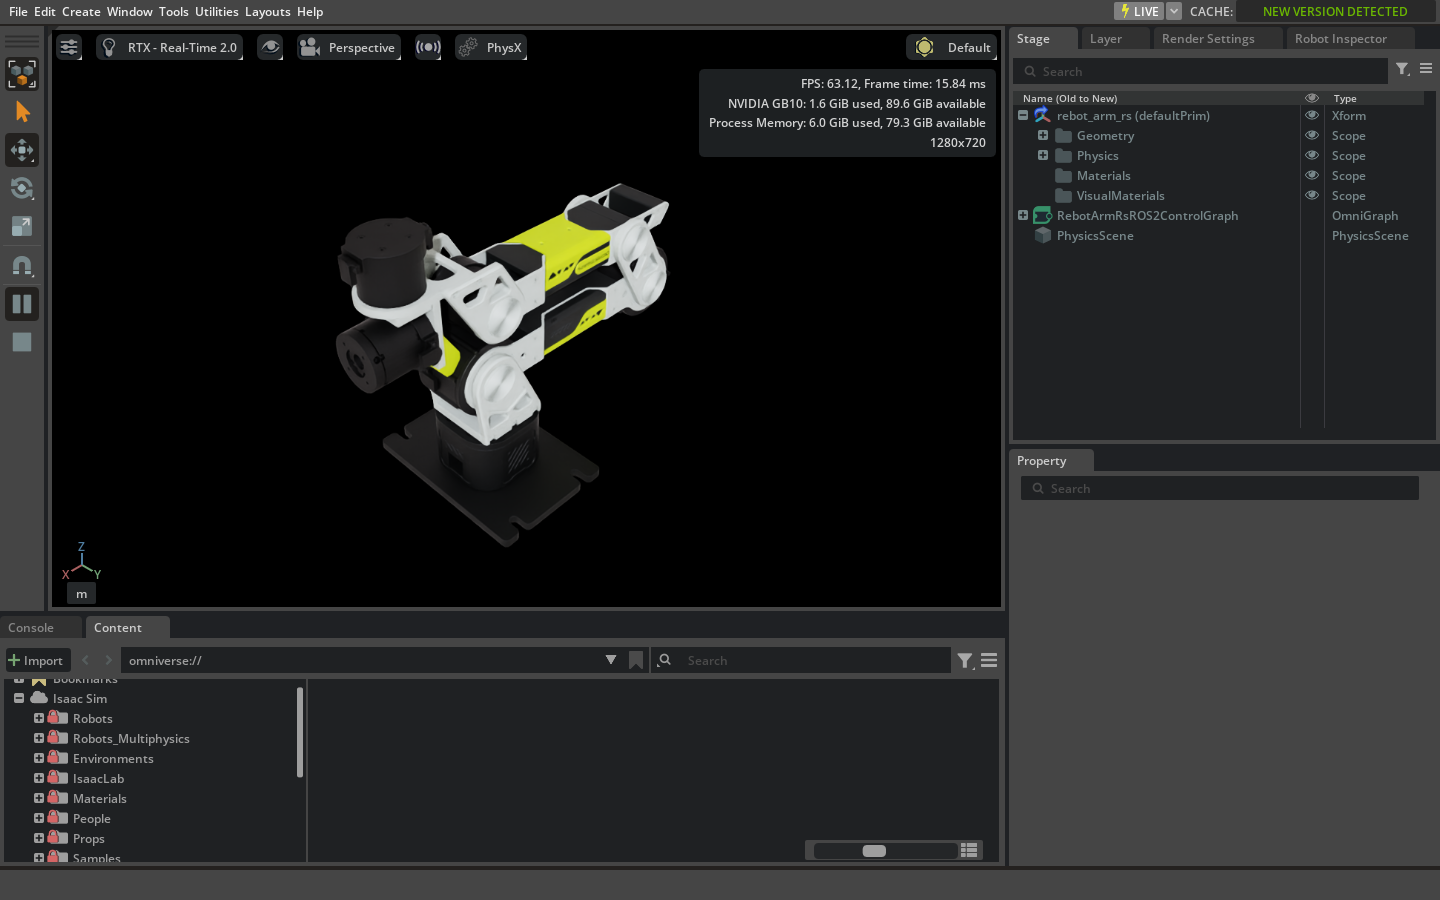 File Edit Create Window Tools Utilities Layouts Help
LIVE CACHE: NEW VERSION DETECTED
RTX - Real-Time 2.0 Perspective PhysX Default
FPS: 63.12, Frame time: 15.84 ms
NVIDIA GB10: 1.6 GiB used, 89.6 GiB available
Process Memory: 6.0 GiB used, 79.3 GiB available
1280x720
Z
X Y
m
Stage Layer Render Settings Robot Inspector
Search
Name (Old to New) Type
rebot_arm_rs (defaultPrim) Xform
Geometry Scope
Physics Scope
Materials Scope
VisualMaterials Scope
RebotArmRsROS2ControlGraph OmniGraph
PhysicsScene PhysicsScene
Property
Search
Console Content
Import omniverse:// Search
Bookmarks
Isaac Sim
Robots
Robots_Multiphysics
Environments
IsaacLab
Materials
People
Props
Samples